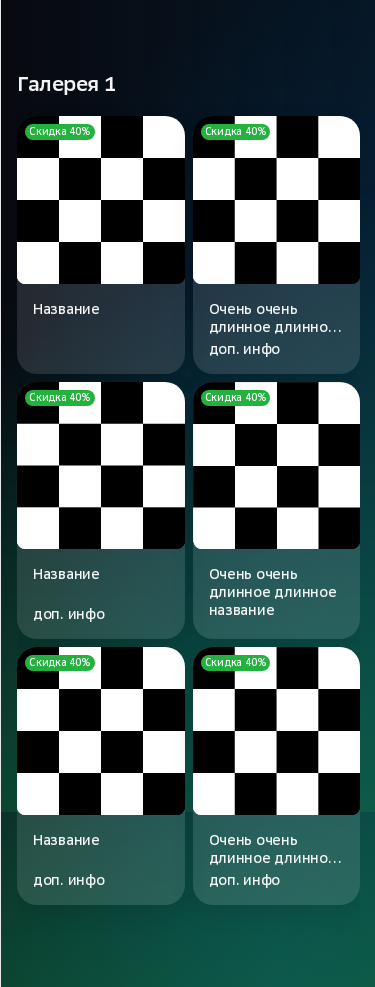 Галерея 1
Скидка 40%
Скидка 40%
Название
Очень очень
длинное длинно...
доп. инфо
Скидка 40%
Скидка 40%
Название
доп. инфо
Очень очень
длинное длинное
название
Скидка 40%
Скидка 40%
Название
доп. инфо
Очень очень
длинное длинно...
доп. инфо